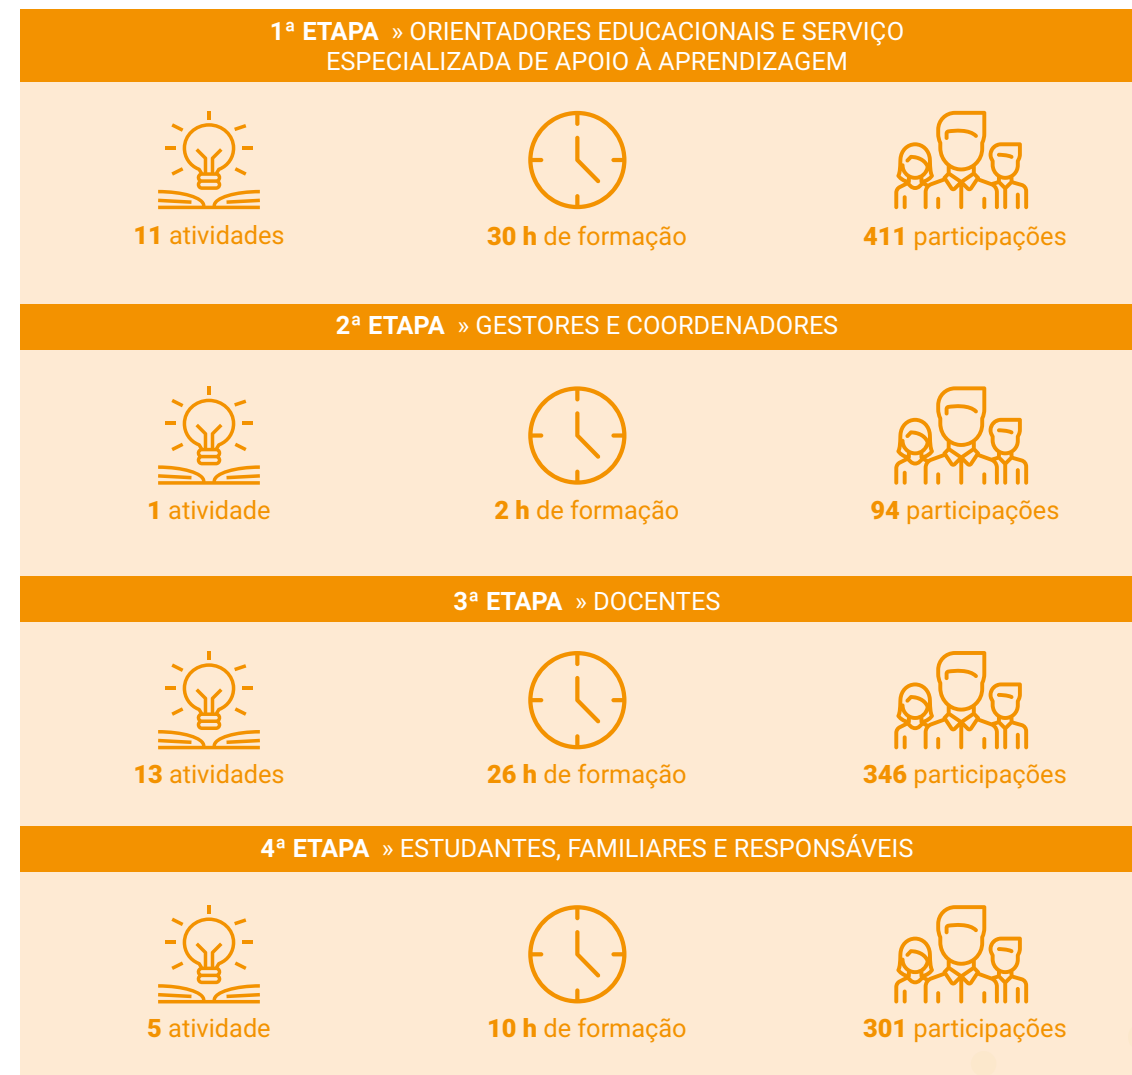 1ª ETAPA » ORIENTADORES EDUCACIONAIS E SERVIÇO
ESPECIALIZADA DE APOIO À APRENDIZAGEM
11 atividades
30 h de formação
411 participações
2ª ETAPA » GESTORES E COORDENADORES
1 atividade
2 h de formação
94 participações
3ª ETAPA » DOCENTES
13 atividades
26 h de formação
346 participações
4ª ETAPA » ESTUDANTES, FAMILIARES E RESPONSÁVEIS
5 atividade
10 h de formação
301 participações